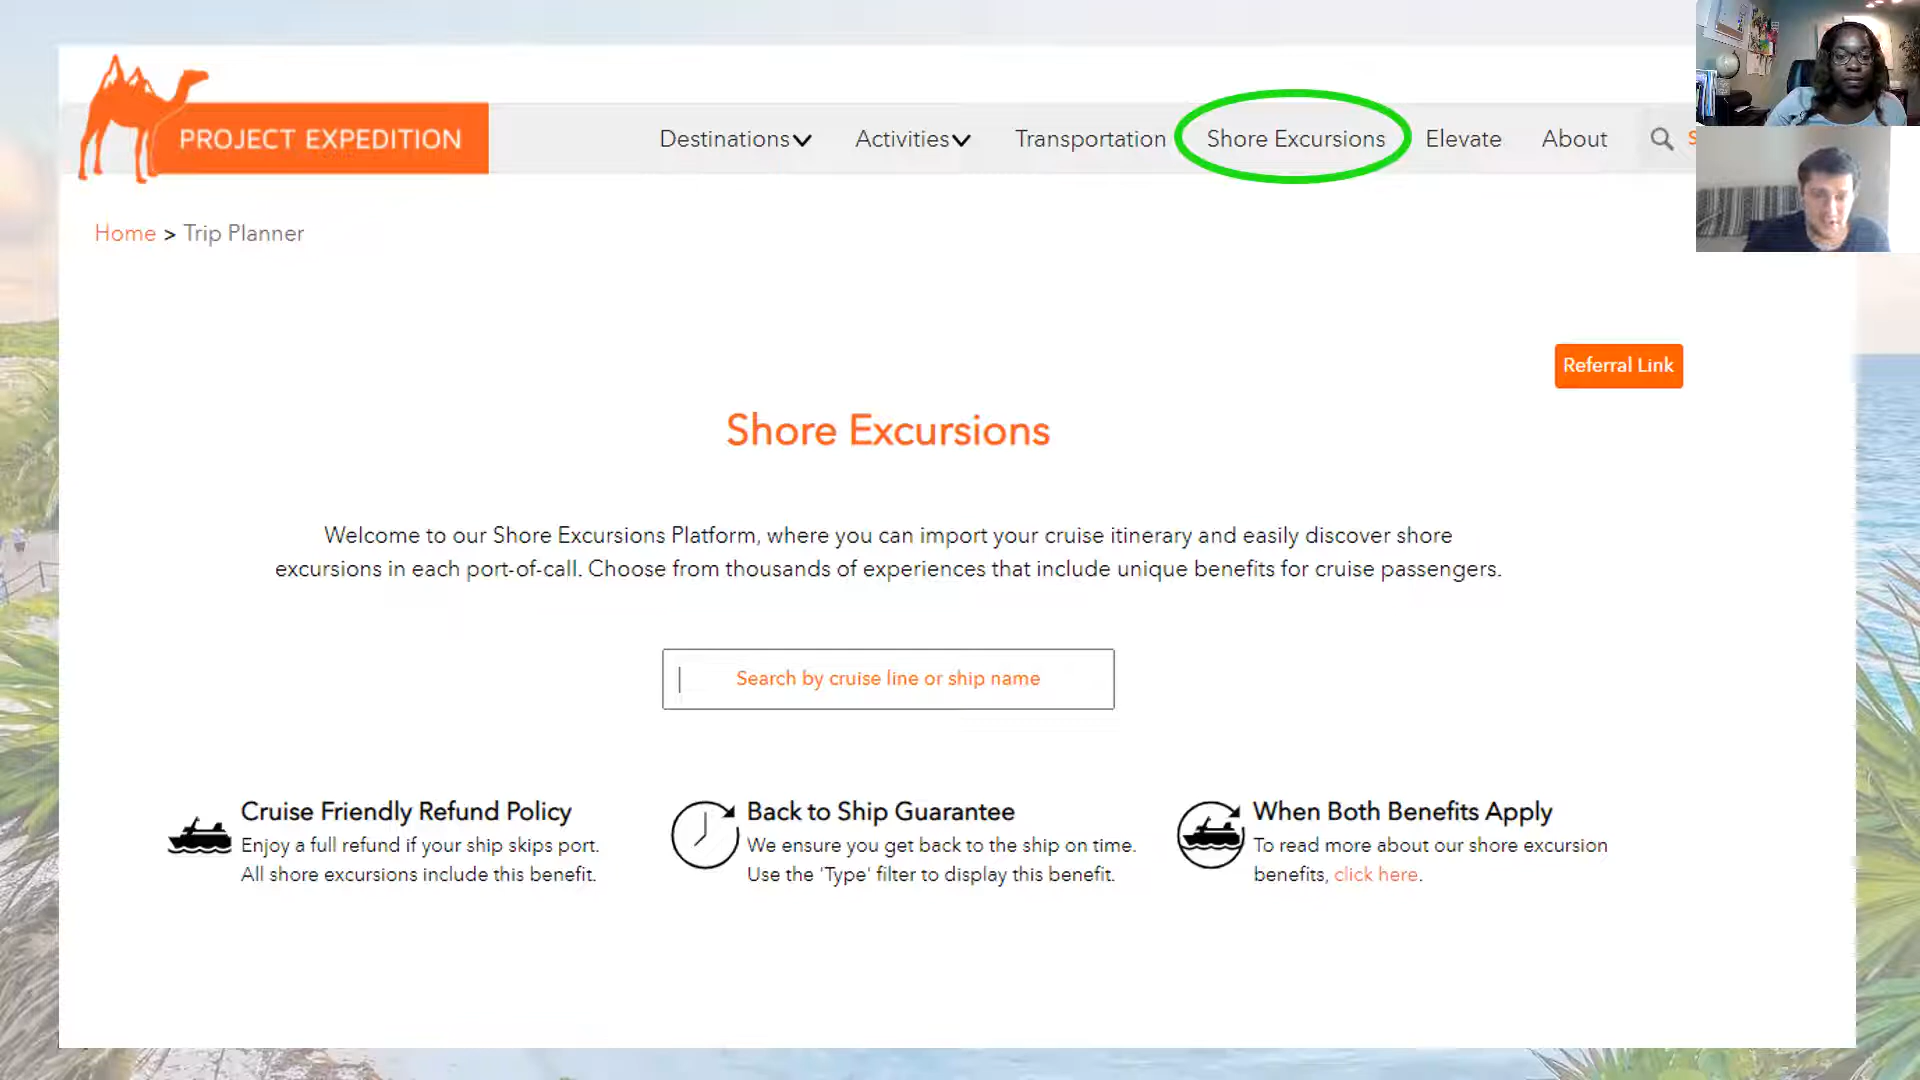 PROJECT EXPEDITION
Destinations Activities Transportation Shore Excursions Elevate About S
Home > Trip Planner
Referral Link
Shore Excursions
Welcome to our Shore Excursions Platform, where you can import your cruise itinerary and easily discover shore
excursions in each port-of-call. Choose from thousands of experiences that include unique benefits for cruise passengers.
Search by cruise line or ship name
Cruise Friendly Refund Policy
Enjoy a full refund if your ship skips port.
All shore excursions include this benefit.
Back to Ship Guarantee
We ensure you get back to the ship on time.
Use the 'Type' filter to display this benefit.
When Both Benefits Apply
To read more about our shore excursion
benefits, click here.